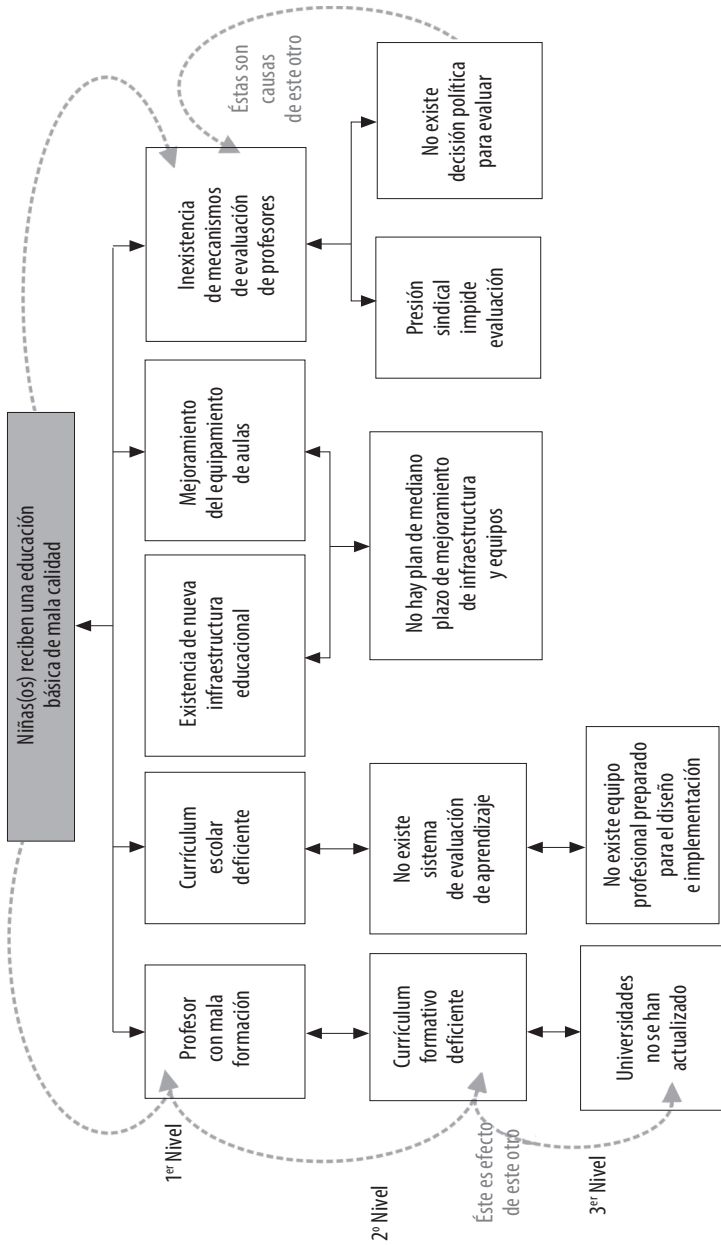 Niñas(os) reciben una educación
básica de mala calidad
1er Nivel
Profesor
con mala
formación
Currículum
escolar
deficiente
Existencia de nueva
infraestructura
educacional
Mejoramiento
del equipamiento
de aulas
Inexistencia
de mecanismos
de evaluación
de profesores
Éstas son
causas
de este otro
2º Nivel
Currículum
formativo
deficiente
No existe
sistema
de evaluación
de aprendizaje
No hay plan de mediano
plazo de mejoramiento
de infraestructura
y equipos
Presión
sindical
impide
evaluación
No existe
decisión política
para evaluar
Éste es efecto
de este otro
3er Nivel
Universidades
no se han
actualizado
No existe equipo
profesional preparado
para el diseño
e implementación